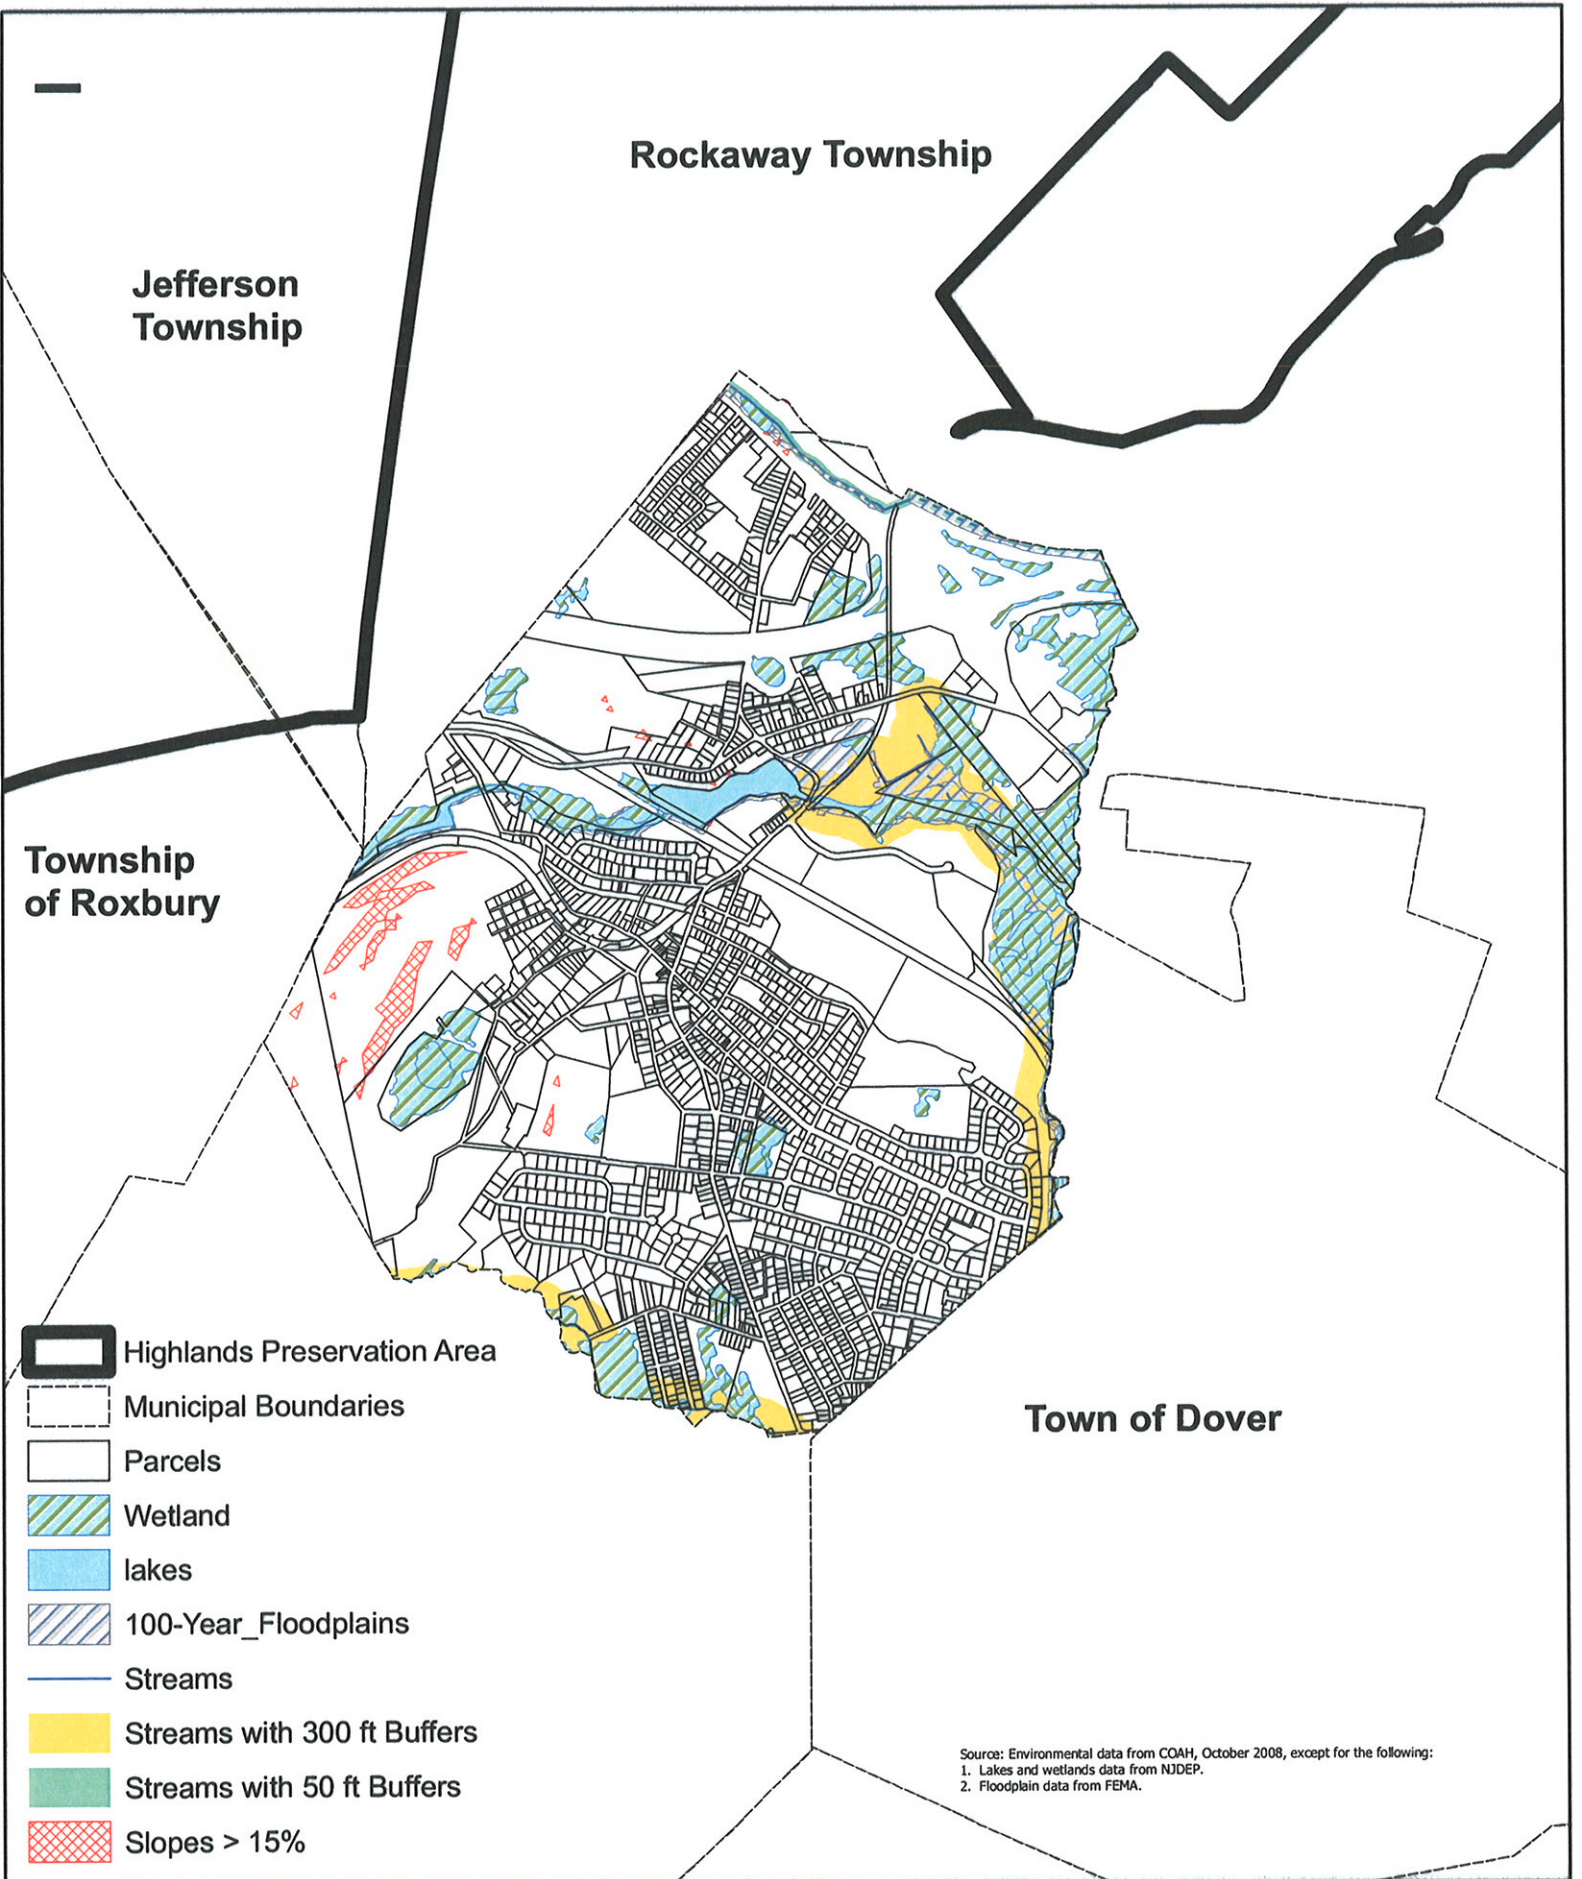 Rockaway Township
Jefferson
Township
Township
of Roxbury
Town of Dover
Highlands Preservation Area
Municipal Boundaries
Parcels
Wetland
lakes
100-Year_Floodplains
Streams
Streams with 300 ft Buffers
Streams with 50 ft Buffers
Slopes > 15%
Source: Environmental data from COAH, October 2008, except for the following:
1. Lakes and wetlands data from NJDEP.
2. Floodplain data from FEMA.